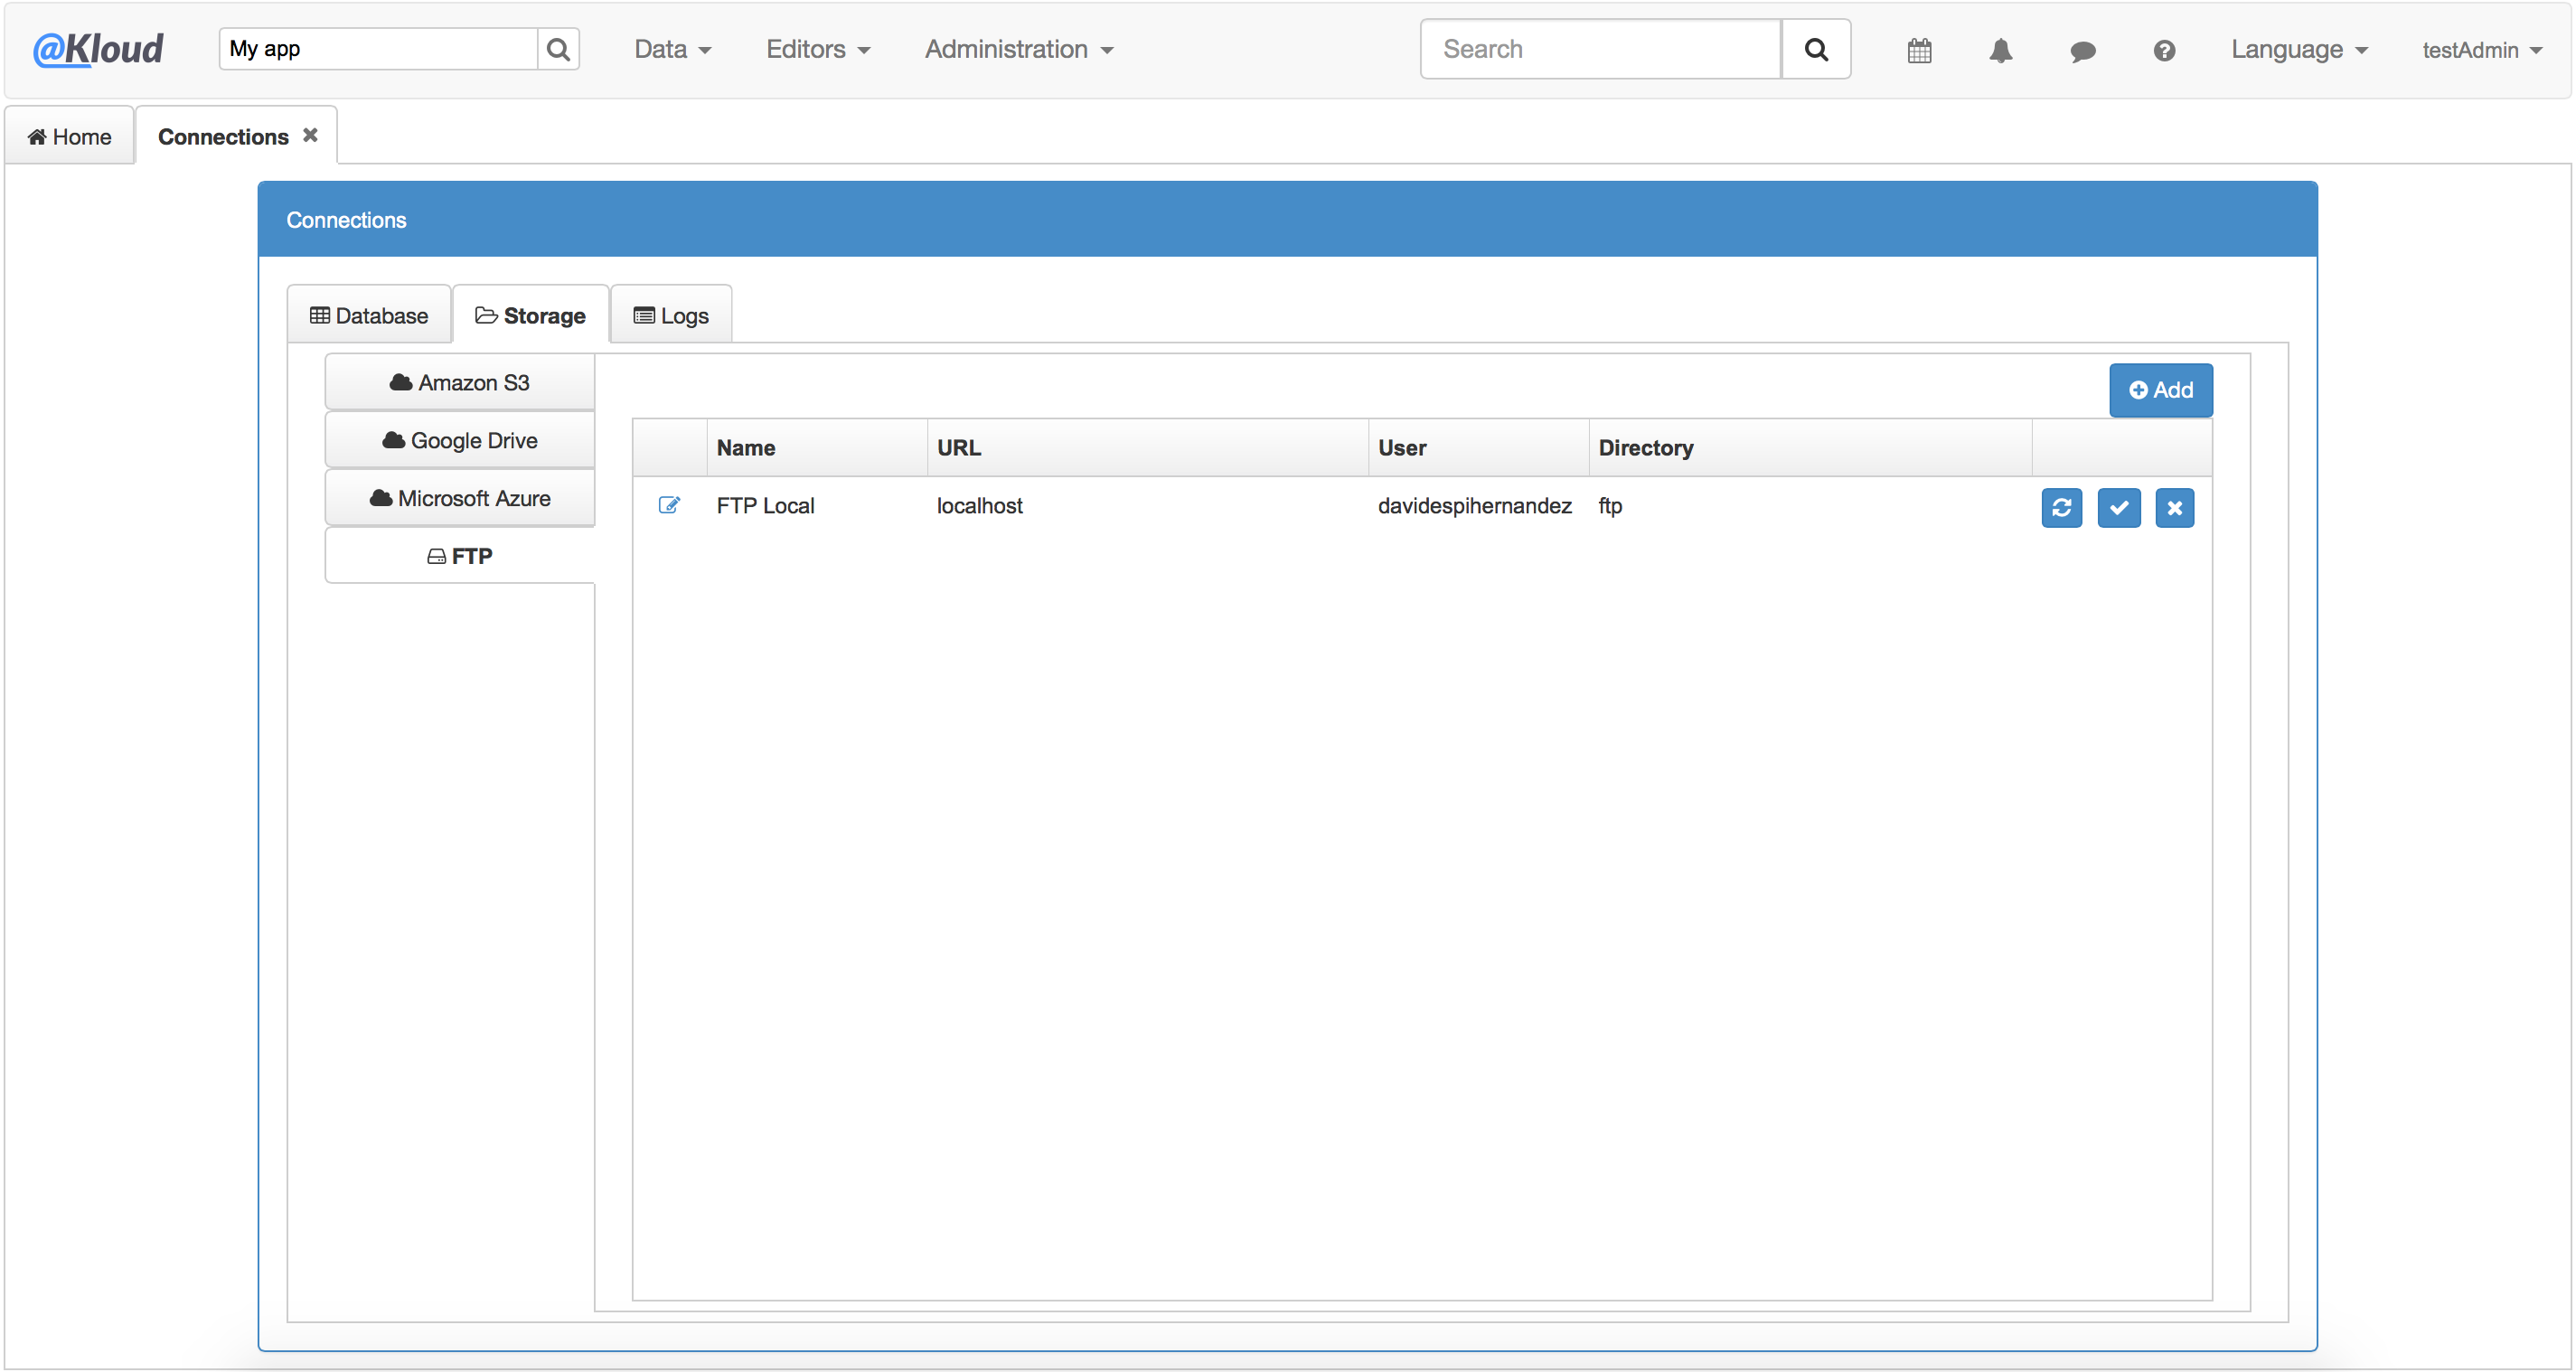 @Kloud My app Data Editors Administration Search Language testAdmin
Home Connections
Connections
Database Storage Logs
Amazon S3
Google Drive
Microsoft Azure
FTP
Add
Name URL User Directory
FTP Local localhost davidespihernandez ftp